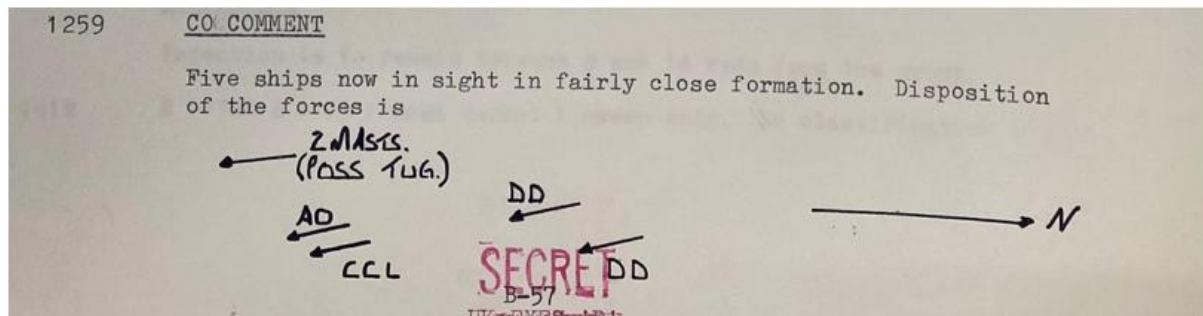 1259 CO COMMENT
Five ships now in sight in fairly close formation. Disposition
of the forces is
2 MASTS.
(POSS TUG.)
DD
AO
N
CCL
DD
SECRET
B-57